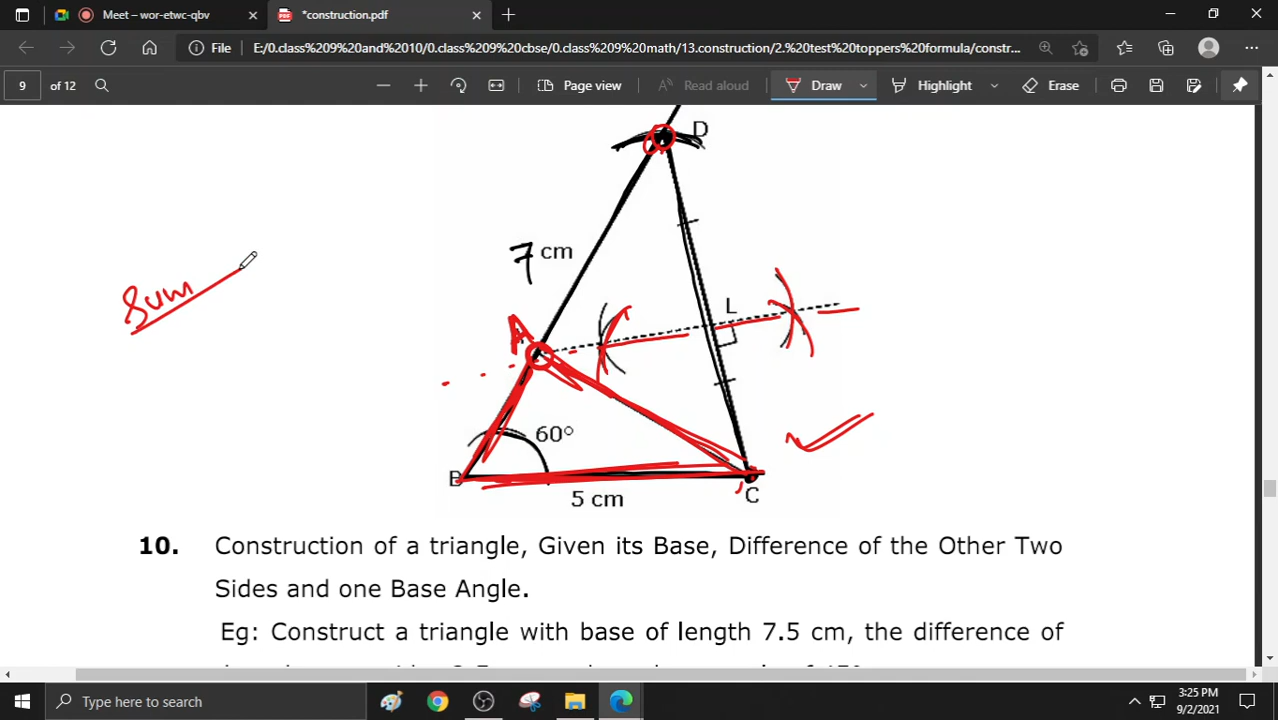 Meet – wor-etwc-qbv
*construction.pdf
File
E:/0.class%209%20and%2010/0.class%209%20cbse/0.class%209%20math/13.construction/2.%20test%20toppers%20formula/constr...
9 of 12
Page view
Read aloud
Draw
Highlight
Erase
D
7 cm
Sum
L
A
60°
B
C
5 cm
10. Construction of a triangle, Given its Base, Difference of the Other Two
Sides and one Base Angle.
Eg: Construct a triangle with base of length 7.5 cm, the difference of
Type here to search
3:25 PM
9/2/2021